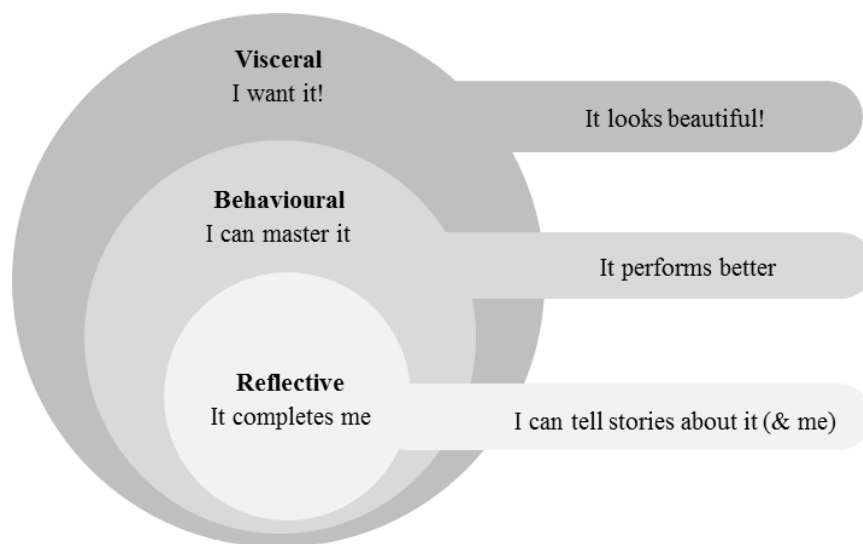 Visceral
I want it!
It looks beautiful!
Behavioural
I can master it
It performs better
Reflective
It completes me
I can tell stories about it (& me)